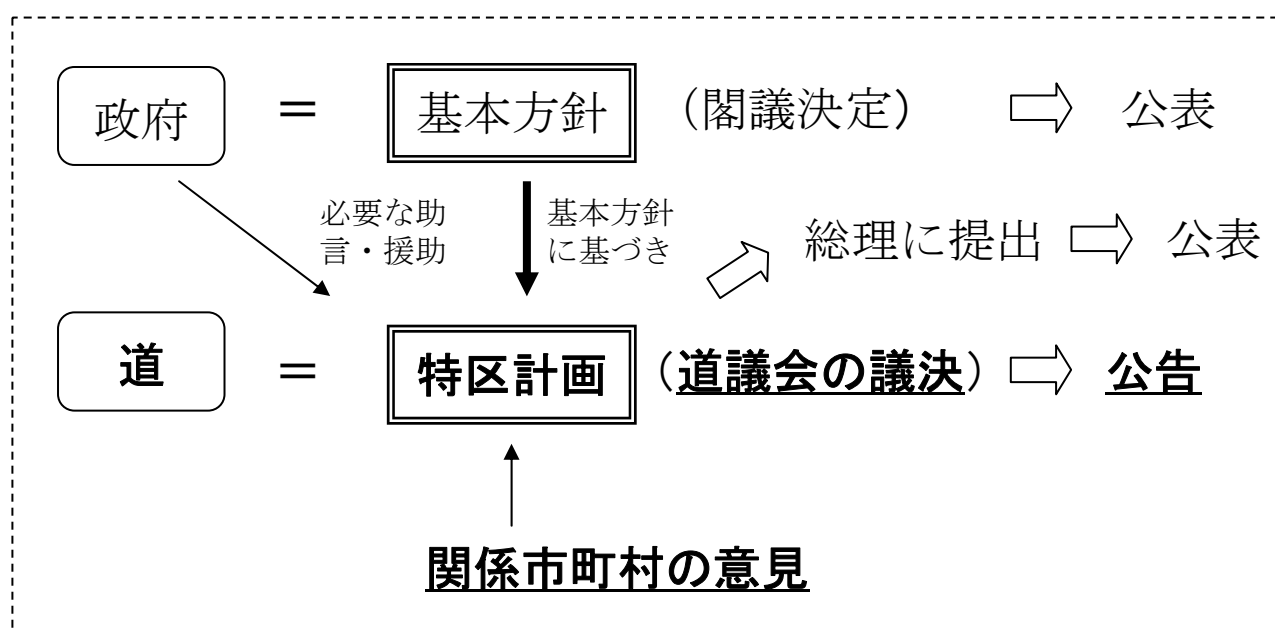 政府 = 基本方針 (閣議決定) ⇨ 公表
必要な助
言・援助
基本方針
に基づき
総理に提出 ⇨ 公表
道 = 特区計画 (道議会の議決) ⇨ 公告
関係市町村の意見